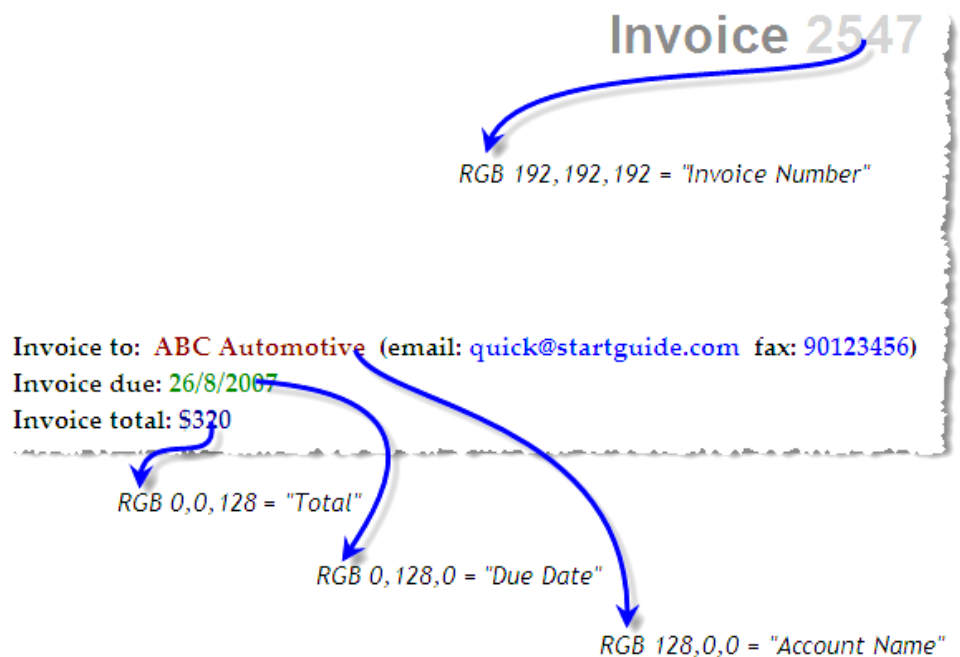 Invoice 2547
RGB 192,192,192 = "Invoice Number"
Invoice to: ABC Automotive (email: quick@startguide.com fax: 90123456)
Invoice due: 26/8/2007
Invoice total: $320
RGB 0,0,128 = "Total"
RGB 0,128,0 = "Due Date"
RGB 128,0,0 = "Account Name"